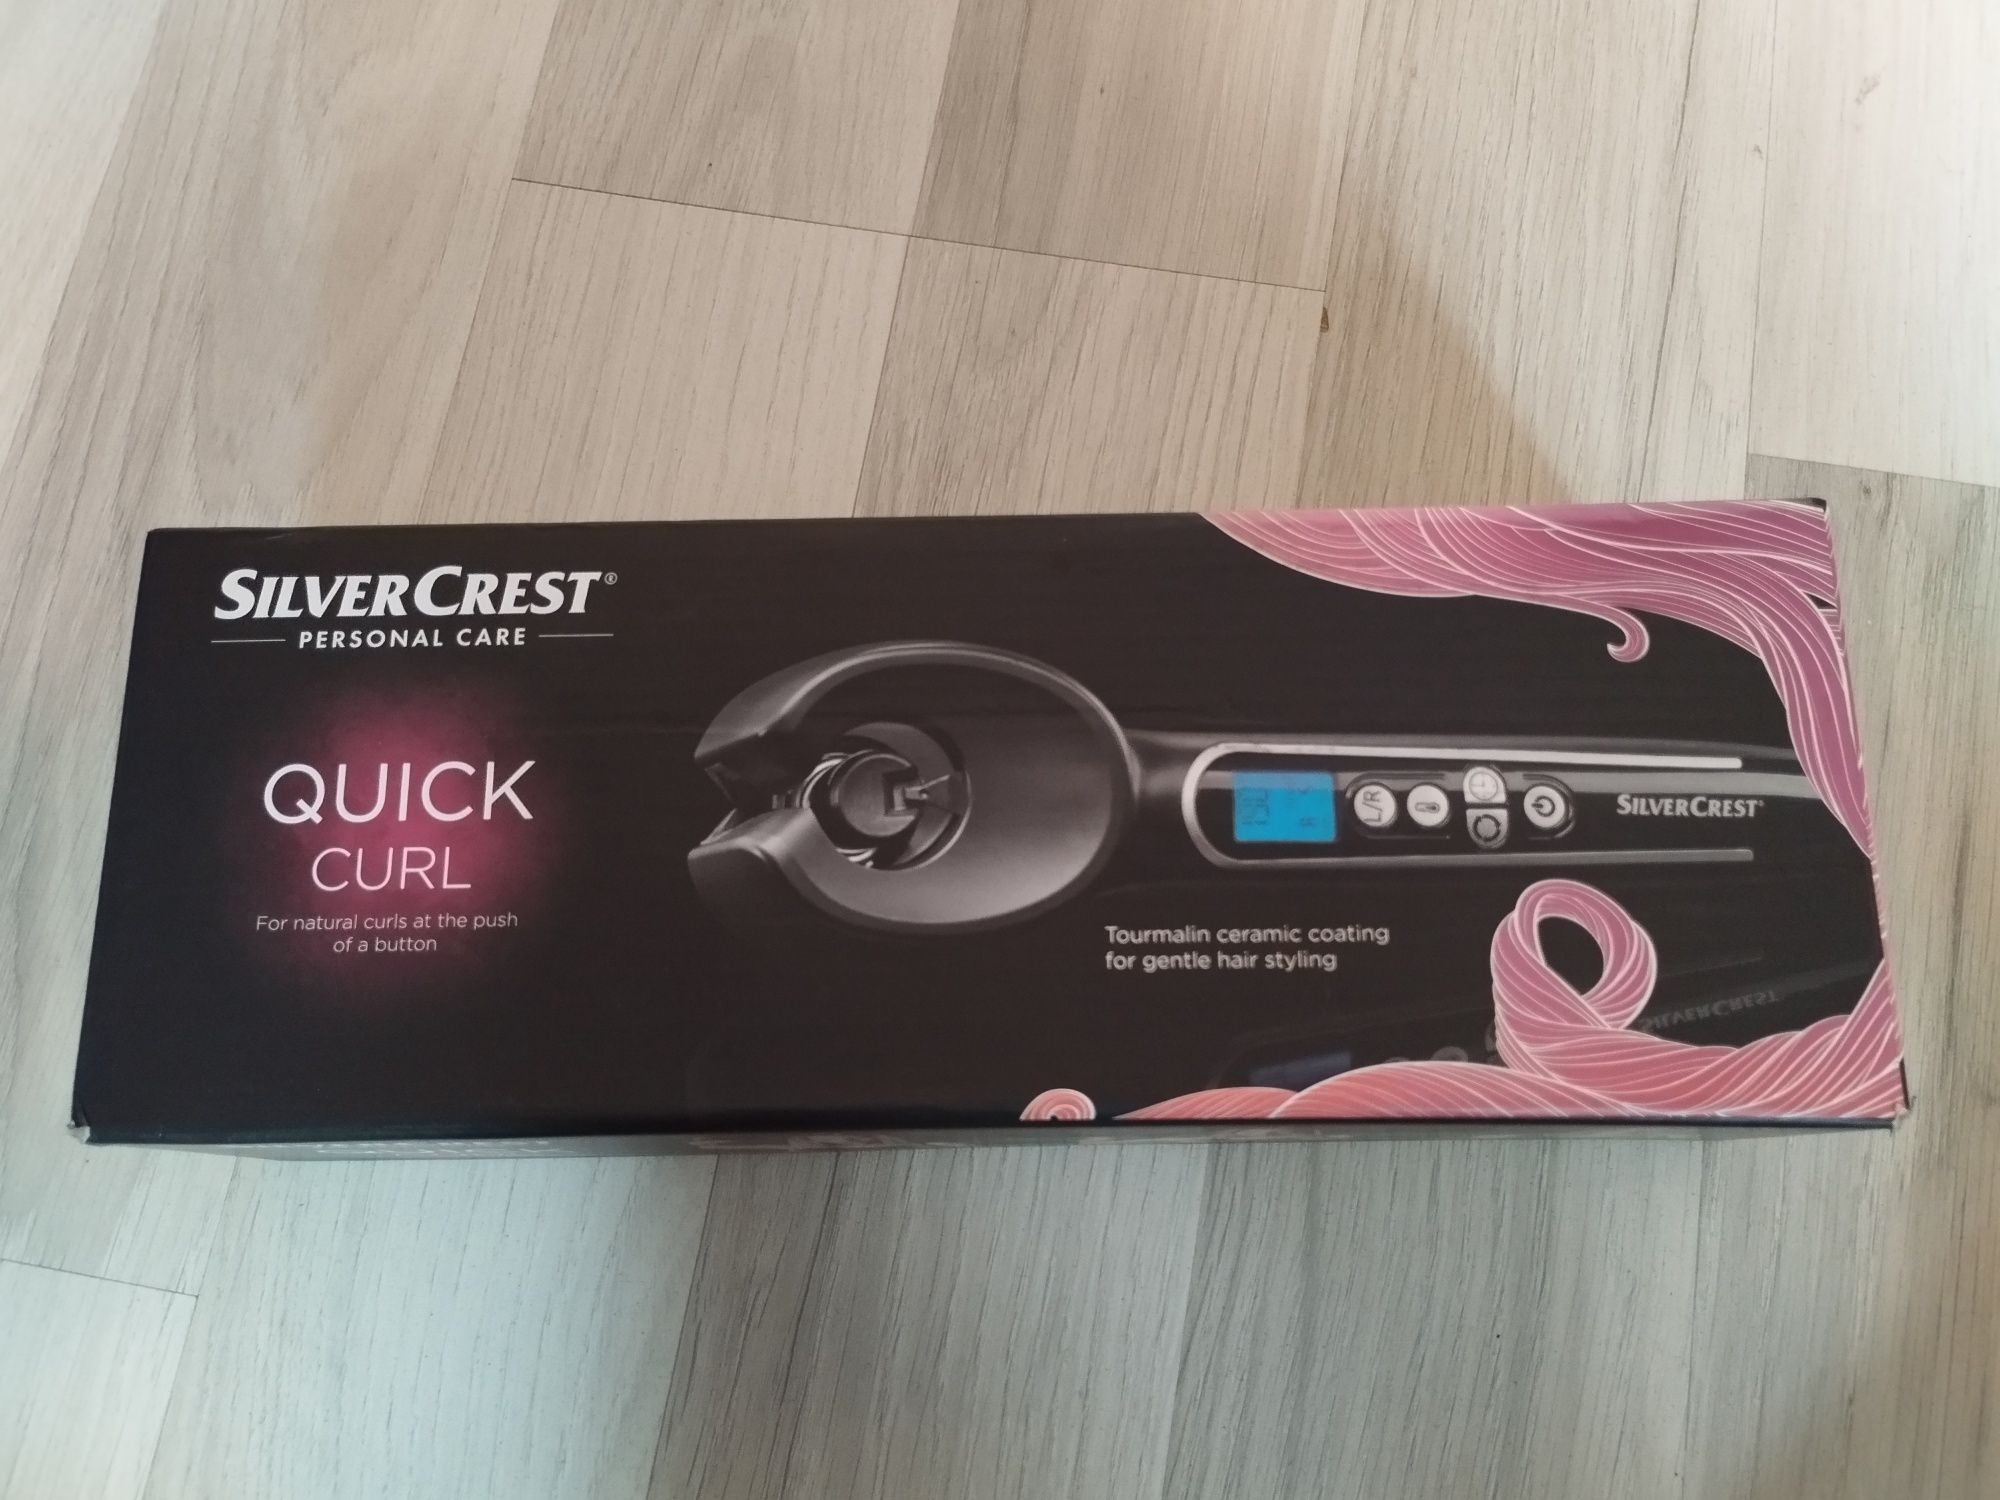 SILVERCREST®
PERSONAL CARE
QUICK
CURL
For natural curls at the push
of a button
L/R
SILVERCREST®
Tourmalin ceramic coating
for gentle hair styling
SILVERCREST